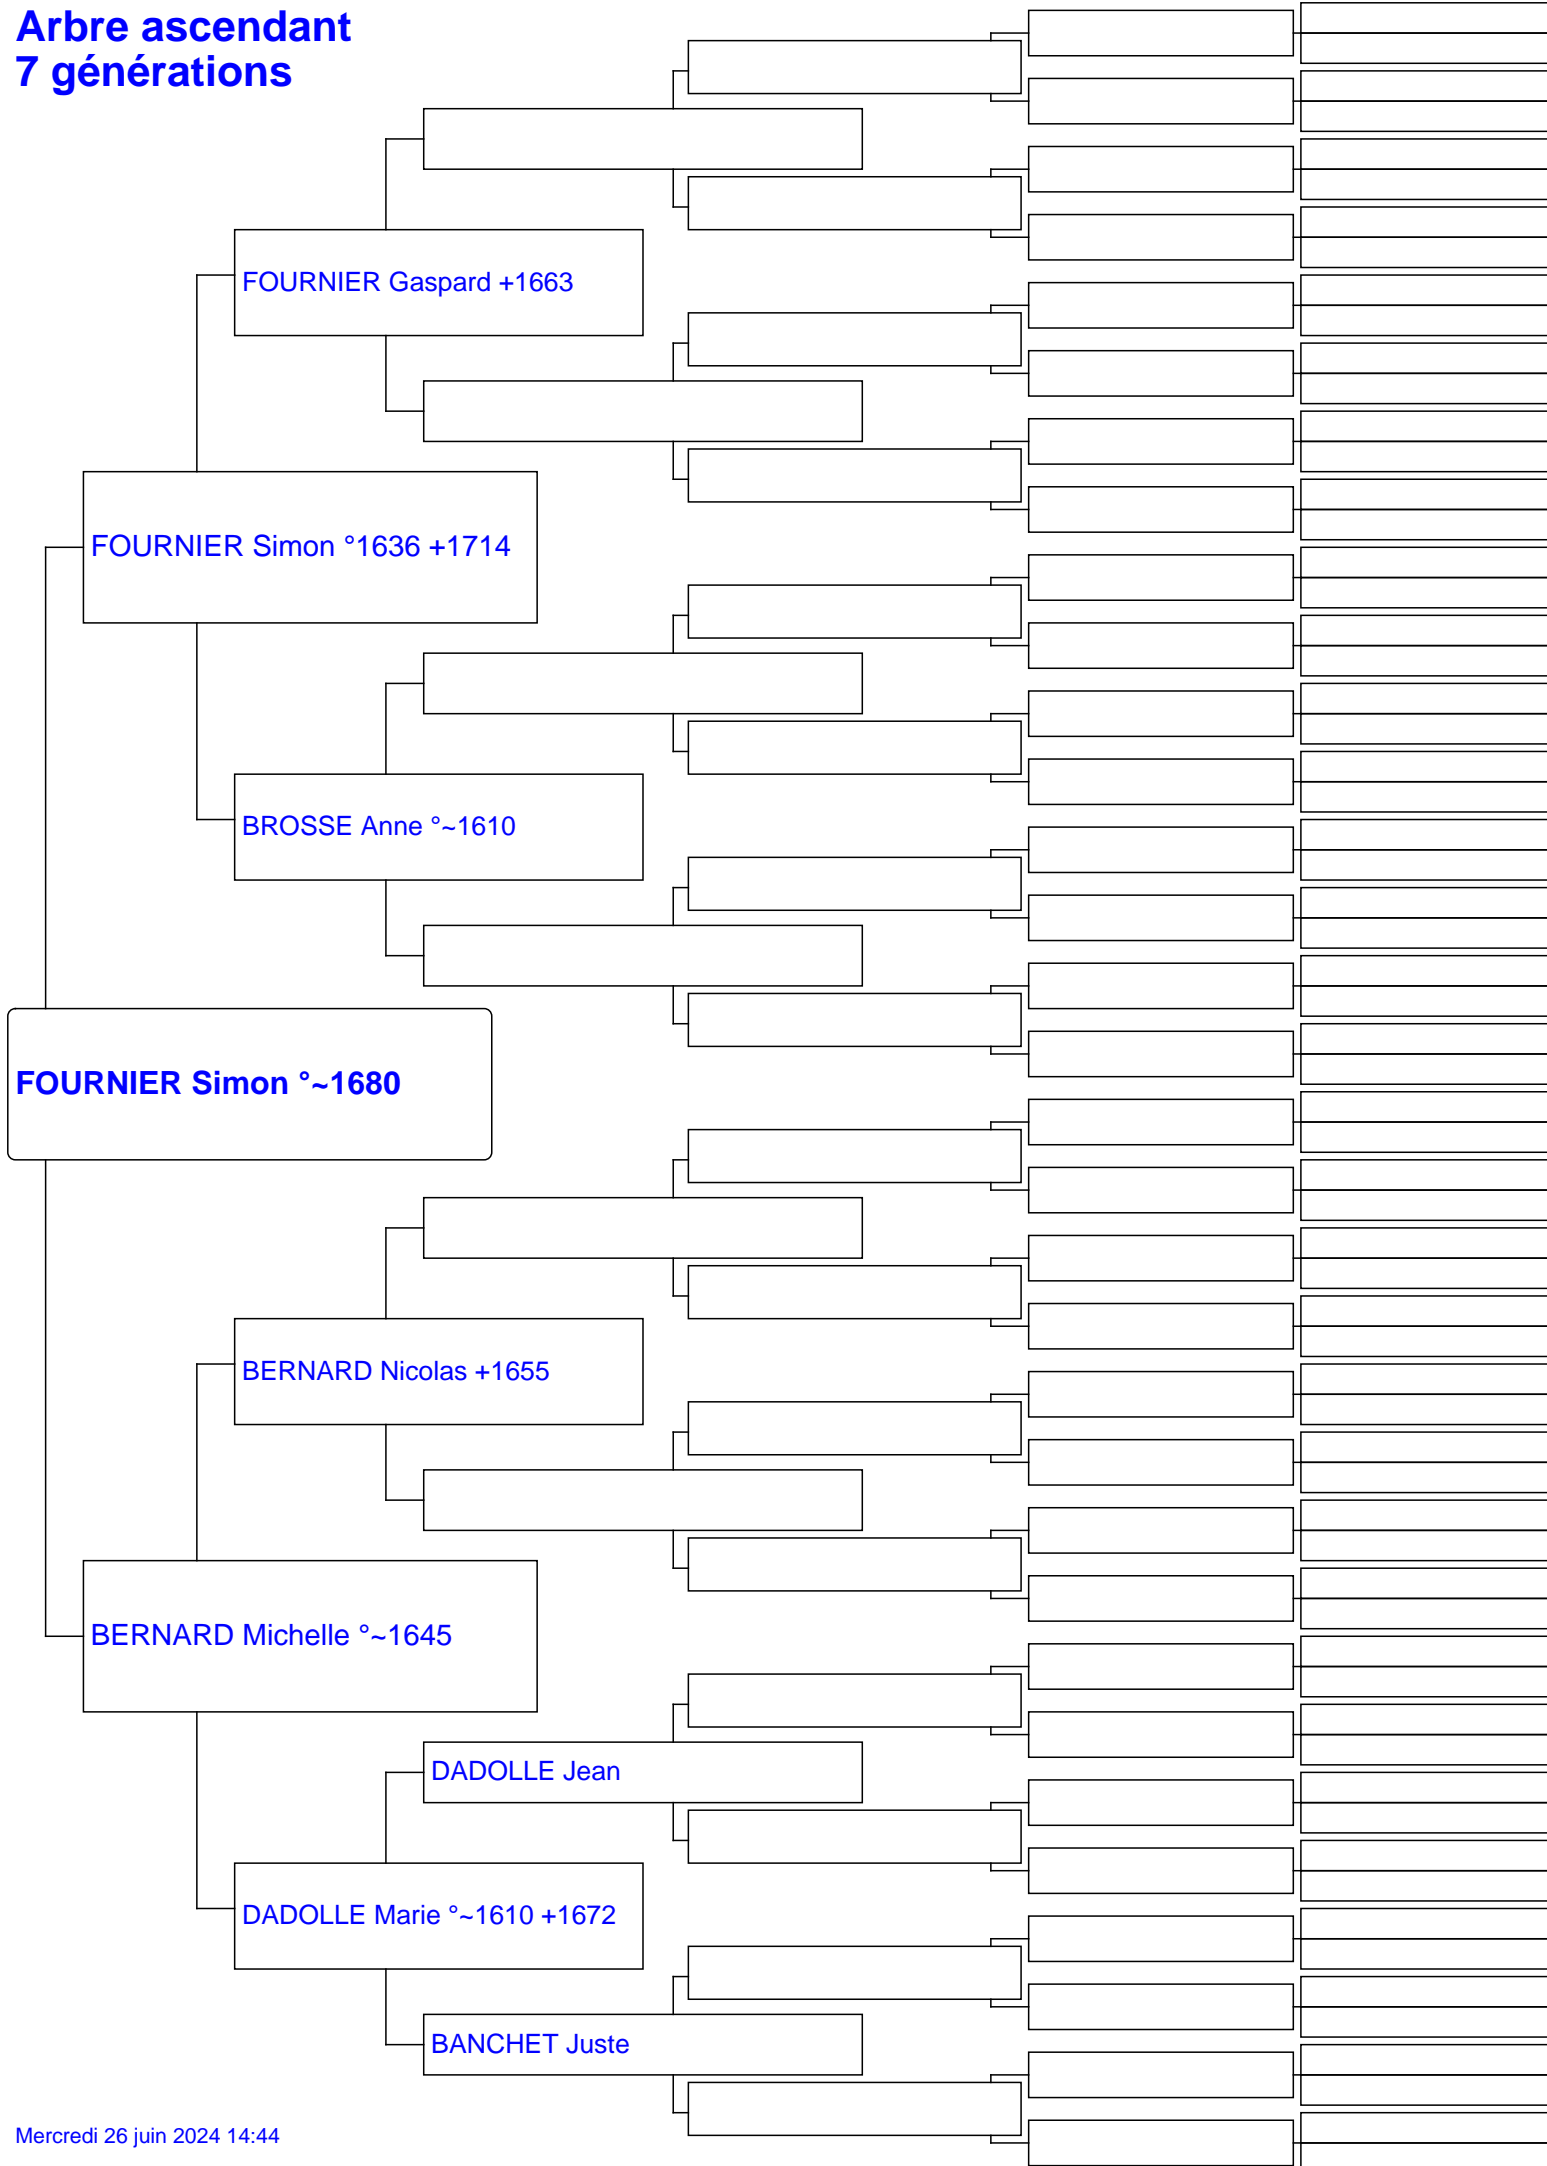 Arbre ascendant
7 générations
FOURNIER Gaspard +1663
FOURNIER Simon °1636 +1714
BROSSE Anne °~1610
FOURNIER Simon °~1680
BERNARD Nicolas +1655
BERNARD Michelle °~1645
DADOLLE Jean
DADOLLE Marie °~1610 +1672
BANCHET Juste
Mercredi 26 juin 2024 14:44